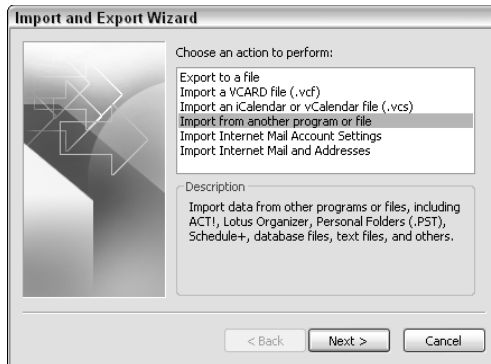 Import and Export Wizard
Choose an action to perform:
Export to a file
Import a VCARD file (.vcf)
Import an iCalendar or vCalendar file (.vcs)
Import from another program or file
Import Internet Mail Account Settings
Import Internet Mail and Addresses
Description
Import data from other programs or files, including
ACT!, Lotus Organizer, Personal Folders (.PST),
Schedule+, database files, text files, and others.
< Back Next > Cancel